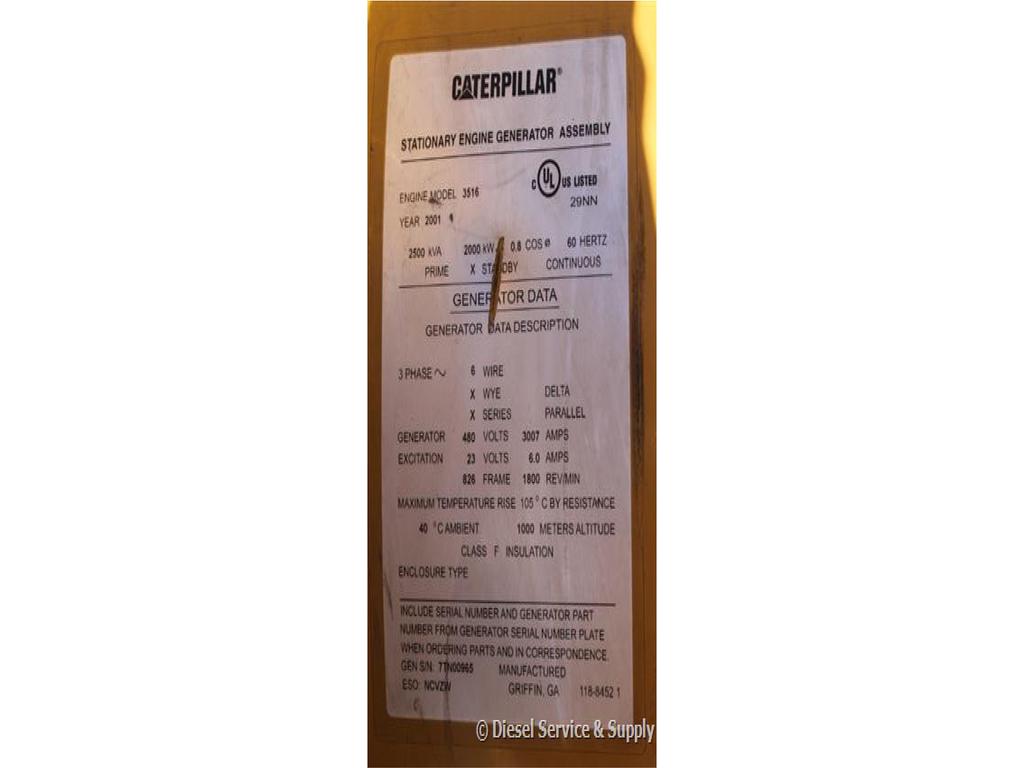 CATERPILLAR®
STATIONARY ENGINE GENERATOR ASSEMBLY
C UL US LISTED
ENGINE MODEL 3516
29NN
YEAR 2001
2500 kVA 2000 kW 0.8 COS ø 60 HERTZ
PRIME X STANDBY CONTINUOUS
GENERATOR DATA
GENERATOR DATA DESCRIPTION
3 PHASE ~ 6 WIRE
X WYE DELTA
X SERIES PARALLEL
GENERATOR 480 VOLTS 3007 AMPS
EXCITATION 23 VOLTS 6.0 AMPS
826 FRAME 1800 REV/MIN
MAXIMUM TEMPERATURE RISE 105 ° C BY RESISTANCE
40 °C AMBIENT 1000 METERS ALTITUDE
CLASS F INSULATION
ENCLOSURE TYPE
INCLUDE SERIAL NUMBER AND GENERATOR PART
NUMBER FROM GENERATOR SERIAL NUMBER PLATE
WHEN ORDERING PARTS AND IN CORRESPONDENCE.
GEN S/N: 7TN00965 MANUFACTURED
ESO: NCVZW GRIFFIN, GA 118-8452 1
© Diesel Service & Supply